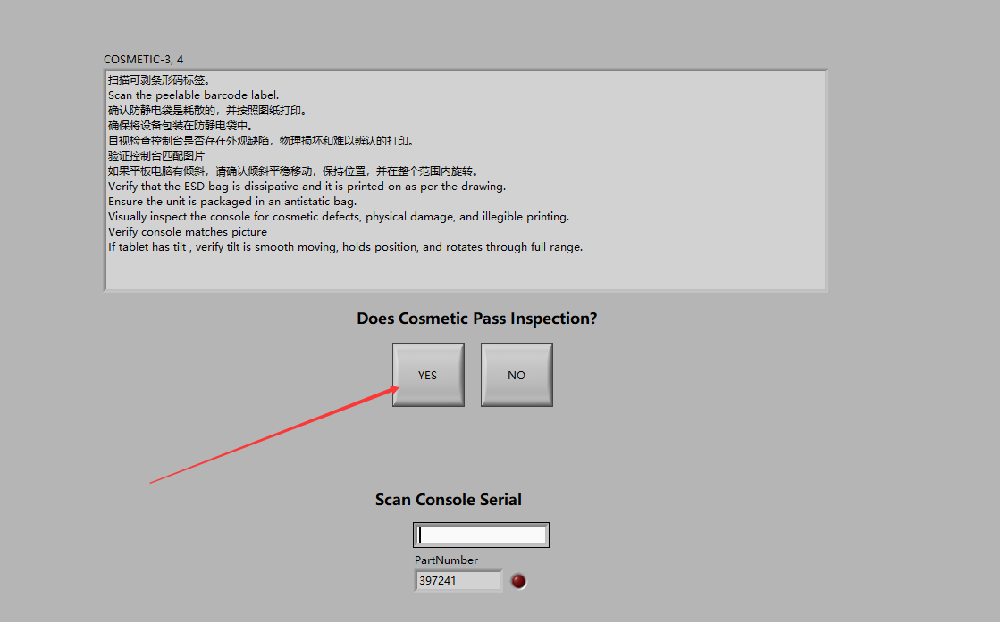 COSMETIC-3, 4
扫描可剥条形码标签。
Scan the peelable barcode label.
确认防静电袋是耗散的，并按照图纸打印。
确保将设备包装在防静电袋中。
目视检查控制台是否存在外观缺陷，物理损坏和难以辨认的打印。
验证控制台匹配图片
如果平板电脑有倾斜，请确认倾斜平稳移动，保持位置，并在整个范围内旋转。
Verify that the ESD bag is dissipative and it is printed on as per the drawing.
Ensure the unit is packaged in an antistatic bag.
Visually inspect the console for cosmetic defects, physical damage, and illegible printing.
Verify console matches picture
If tablet has tilt , verify tilt is smooth moving, holds position, and rotates through full range.
Does Cosmetic Pass Inspection?
YES NO
Scan Console Serial
PartNumber
397241